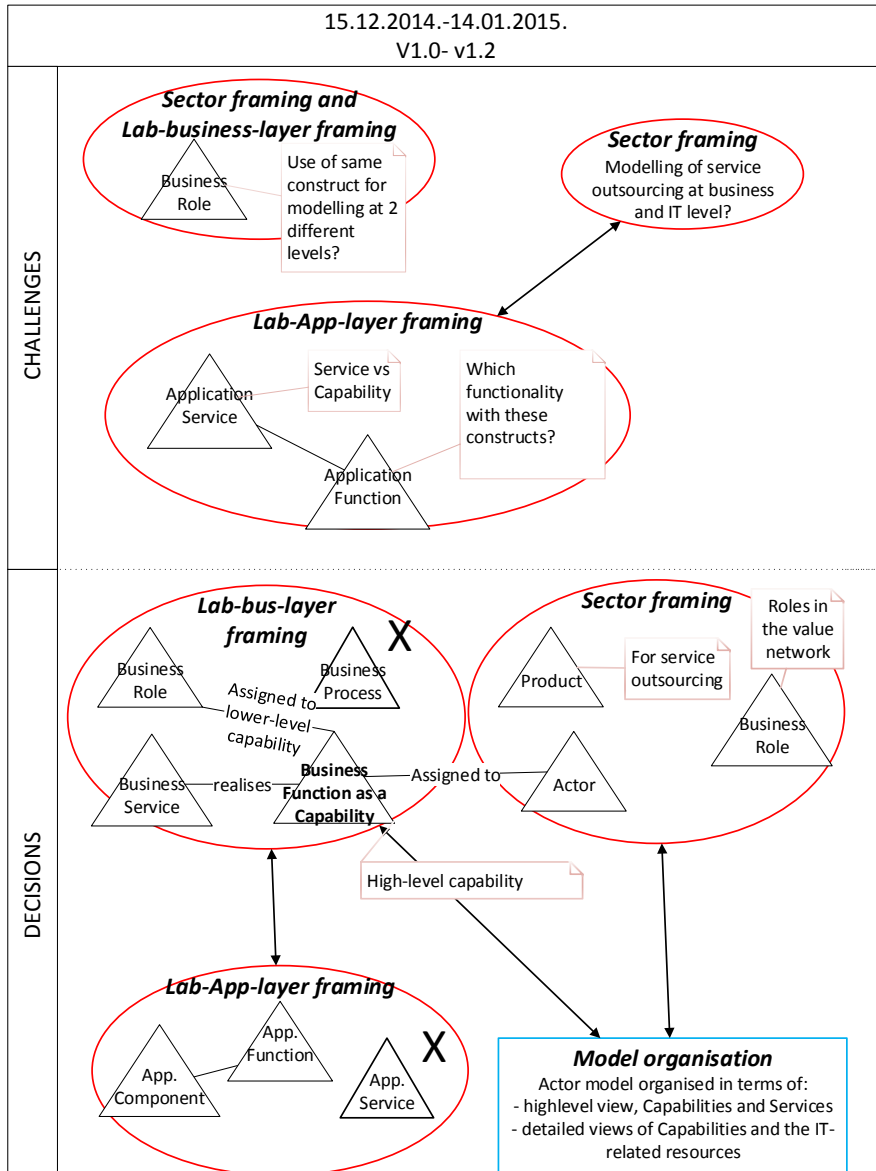 15.12.2014.-14.01.2015.
V1.0- v1.2
CHALLENGES
Sector framing and
Lab-business-layer framing
Business
Role
Use of same
construct for
modelling at 2
different
levels?
Sector framing
Modelling of service
outsourcing at business
and IT level?
Lab-App-layer framing
Application
Service
Service vs
Capability
Which
functionality
with these
constructs?
Application
Function
DECISIONS
Lab-bus-layer
framing
X
Business
Role
Business
Process
Assigned to
lower-level
capability
Business
Service
realises
Business
Function as a
Capability
Assigned to
High-level capability
Sector framing
Roles in
the value
network
Product
For service
outsourcing
Business
Role
Actor
Lab-App-layer framing
App.
Function
X
App.
Component
App.
Service
Model organisation
Actor model organised in terms of:
- highlevel view, Capabilities and Services
- detailed views of Capabilities and the IT-
related resources